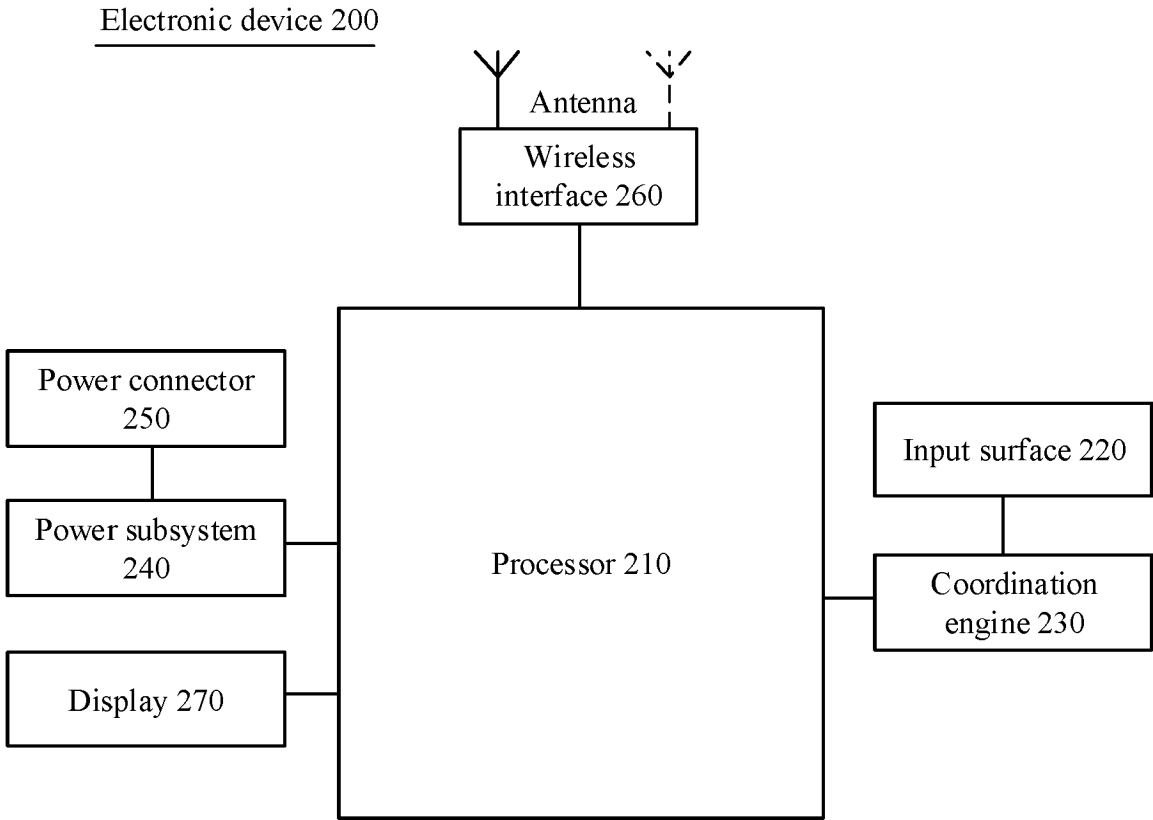 Electronic device 200
Antenna
Wireless
interface 260
Power connector
250
Power subsystem
240
Display 270
Processor 210
Input surface 220
Coordination
engine 230